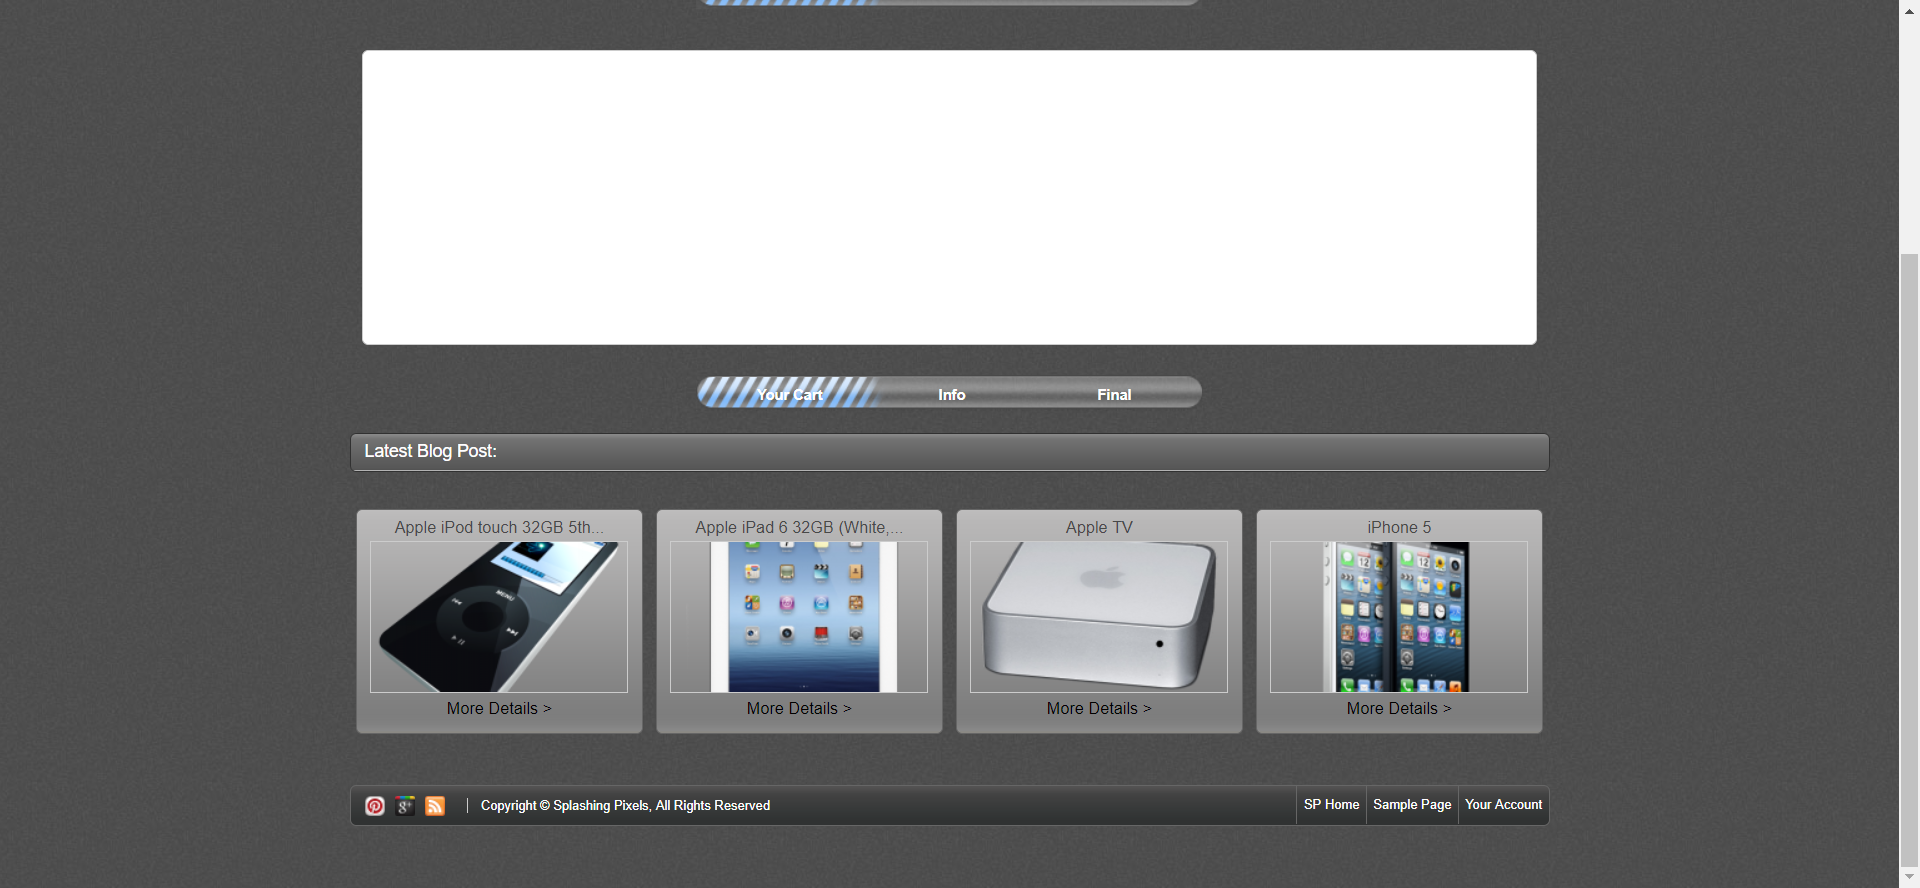 Your Cart Info Final
Latest Blog Post:
Apple iPod touch 32GB 5th...
Apple iPad 6 32GB (White,...
Apple TV
iPhone 5
MENU
More Details >
More Details >
More Details >
More Details >
Copyright © Splashing Pixels, All Rights Reserved
SP Home
Sample Page
Your Account